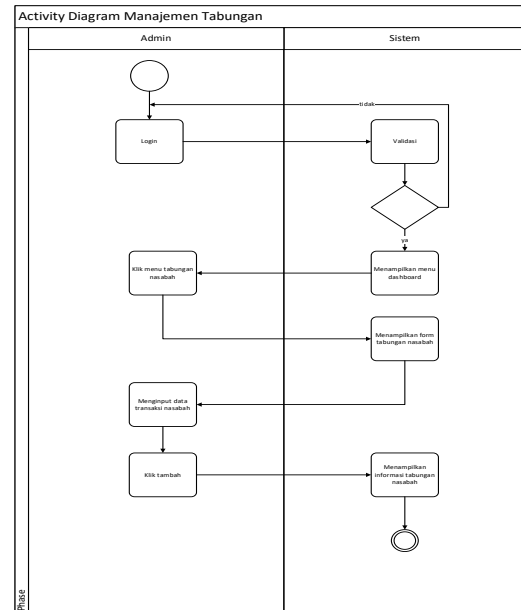 Activity Diagram Manajemen Tabungan
Admin
Sistem
tidak
Login
Validasi
ya
Klik menu tabungan
nasabah
Menampilkan menu
dashboard
Menampilkan form
tabungan nasabah
Menginput data
transaksi nasabah
Klik tambah
Menampilkan
informasi tabungan
nasabah
Phase